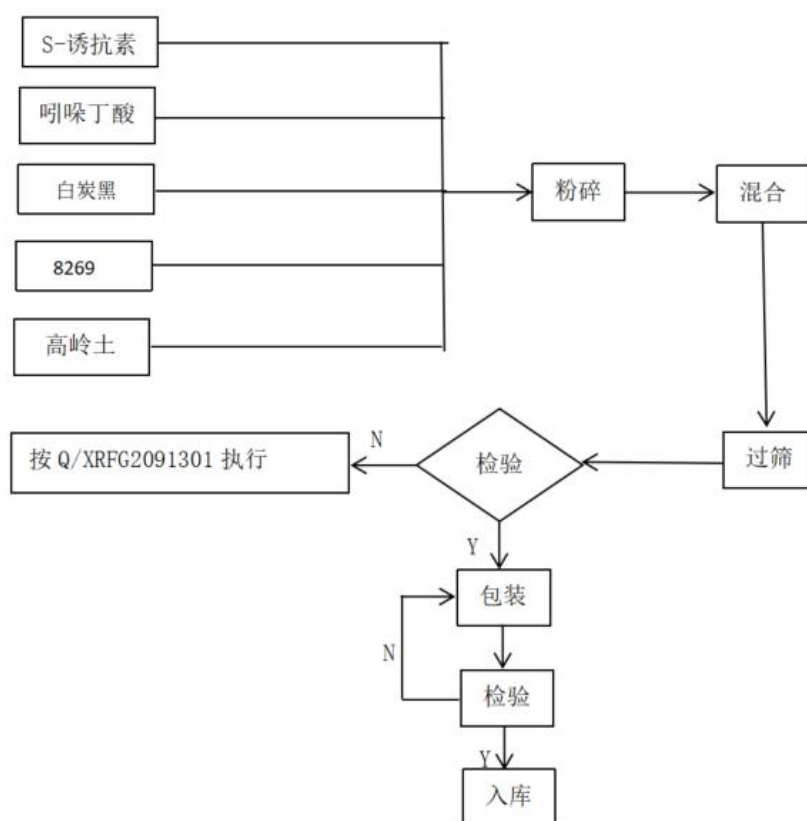 S-诱抗素
吲哚丁酸
白炭黑
8269
高岭土
粉碎
混合
过筛
检验
N
按 Q/XRFG2091301 执行
Y
包装
N
检验
Y
入库